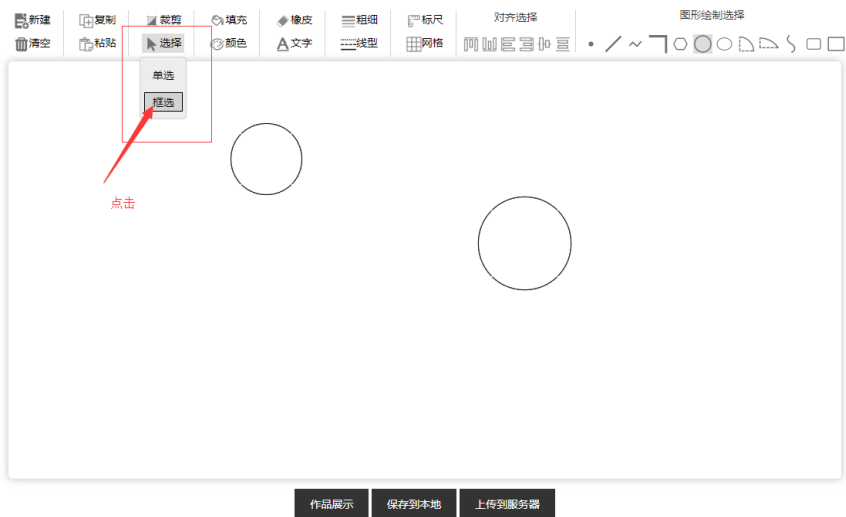 新建 复制 裁剪 填充 橡皮 粗细 标尺 对齐选择 图形绘制选择
清空 粘贴 选择 颜色 文字 线型 网格
单选
框选
点击
作品展示 保存到本地 上传到服务器